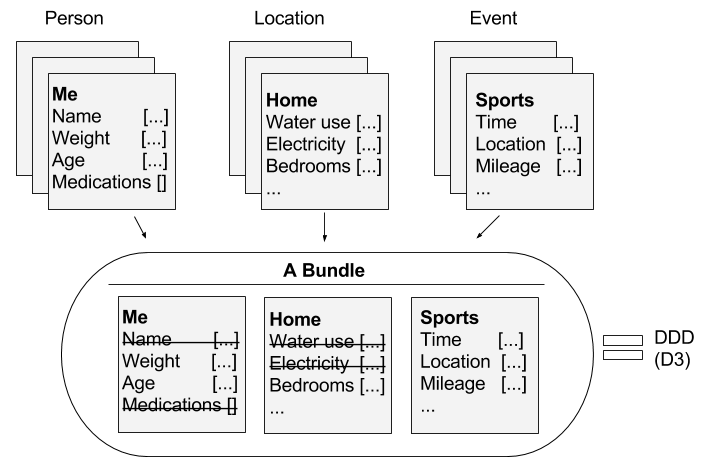 Person
Location
Event
Me
Name [...]
Weight [...]
Age [...]
Medications []
Home
Water use [...]
Electricity [...]
Bedrooms [...]
...
Sports
Time [...]
Location [...]
Mileage [...]
...
A Bundle
Me
Name [...]
Weight [...]
Age [...]
Medications []
Home
Water use [...]
Electricity [...]
Bedrooms [...]
...
Sports
Time [...]
Location [...]
Mileage [...]
...
DDD
(D3)